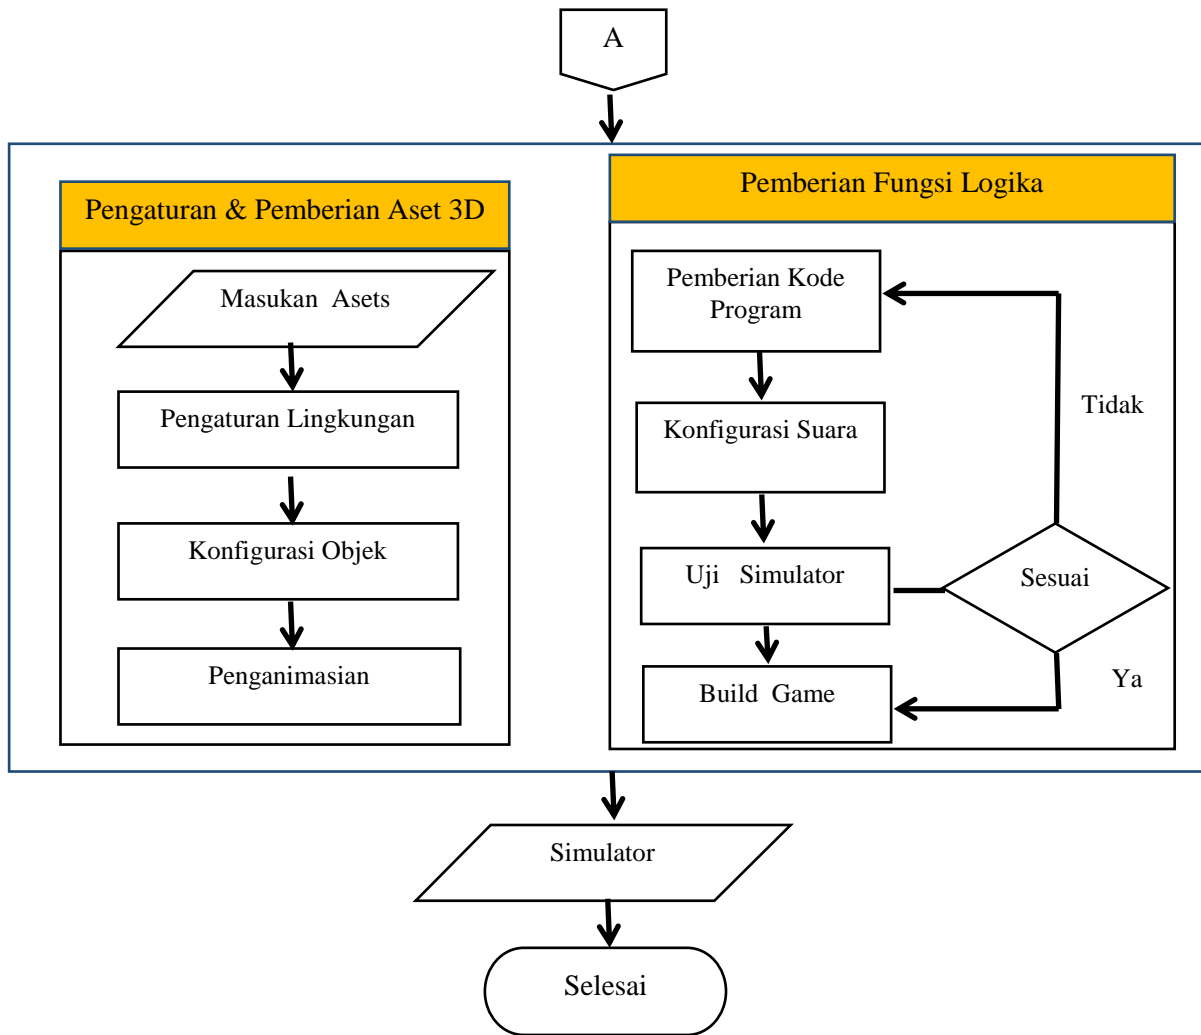 A
Pengaturan & Pemberian Aset 3D
Masukan Asets
Pengaturan Lingkungan
Konfigurasi Objek
Penganimasian
Pemberian Fungsi Logika
Pemberian Kode
Program
Konfigurasi Suara
Uji Simulator
Build Game
Tidak
Sesuai
Ya
Simulator
Selesai